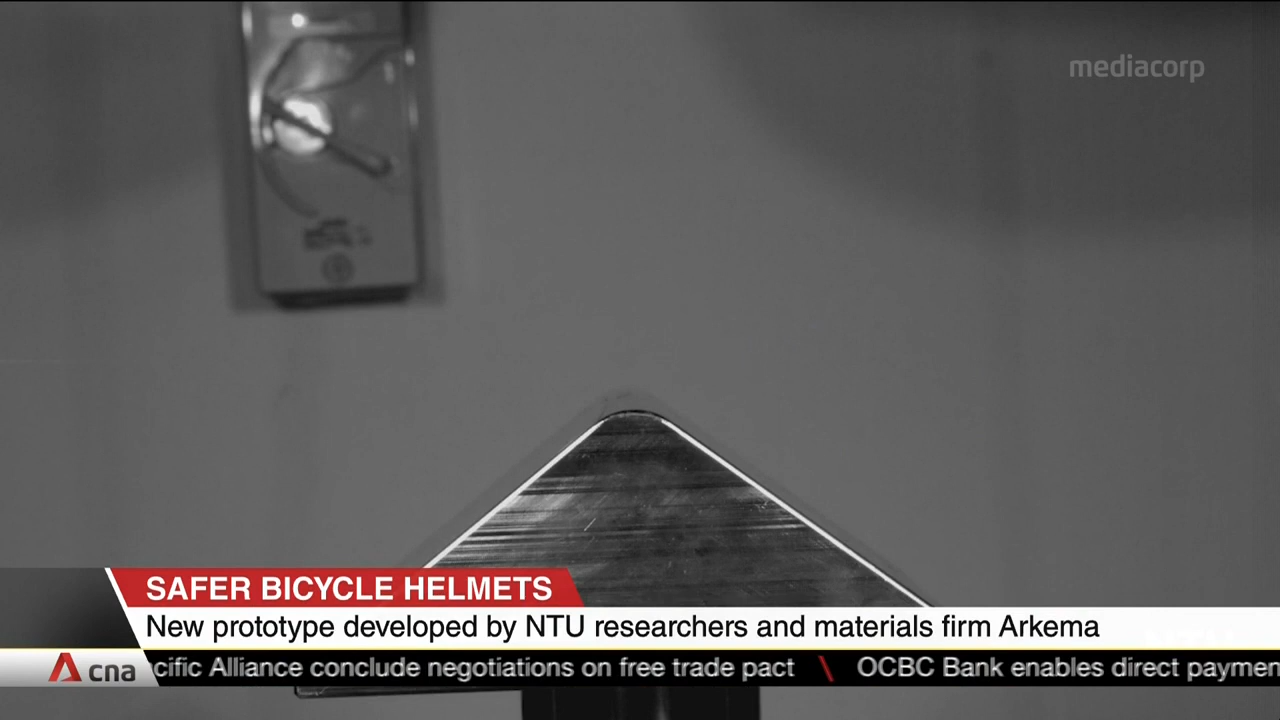 mediacorp
SAFER BICYCLE HELMETS
New prototype developed by NTU researchers and materials firm Arkema
cna
cific Alliance conclude negotiations on free trade pact \ OCBC Bank enables direct paymen